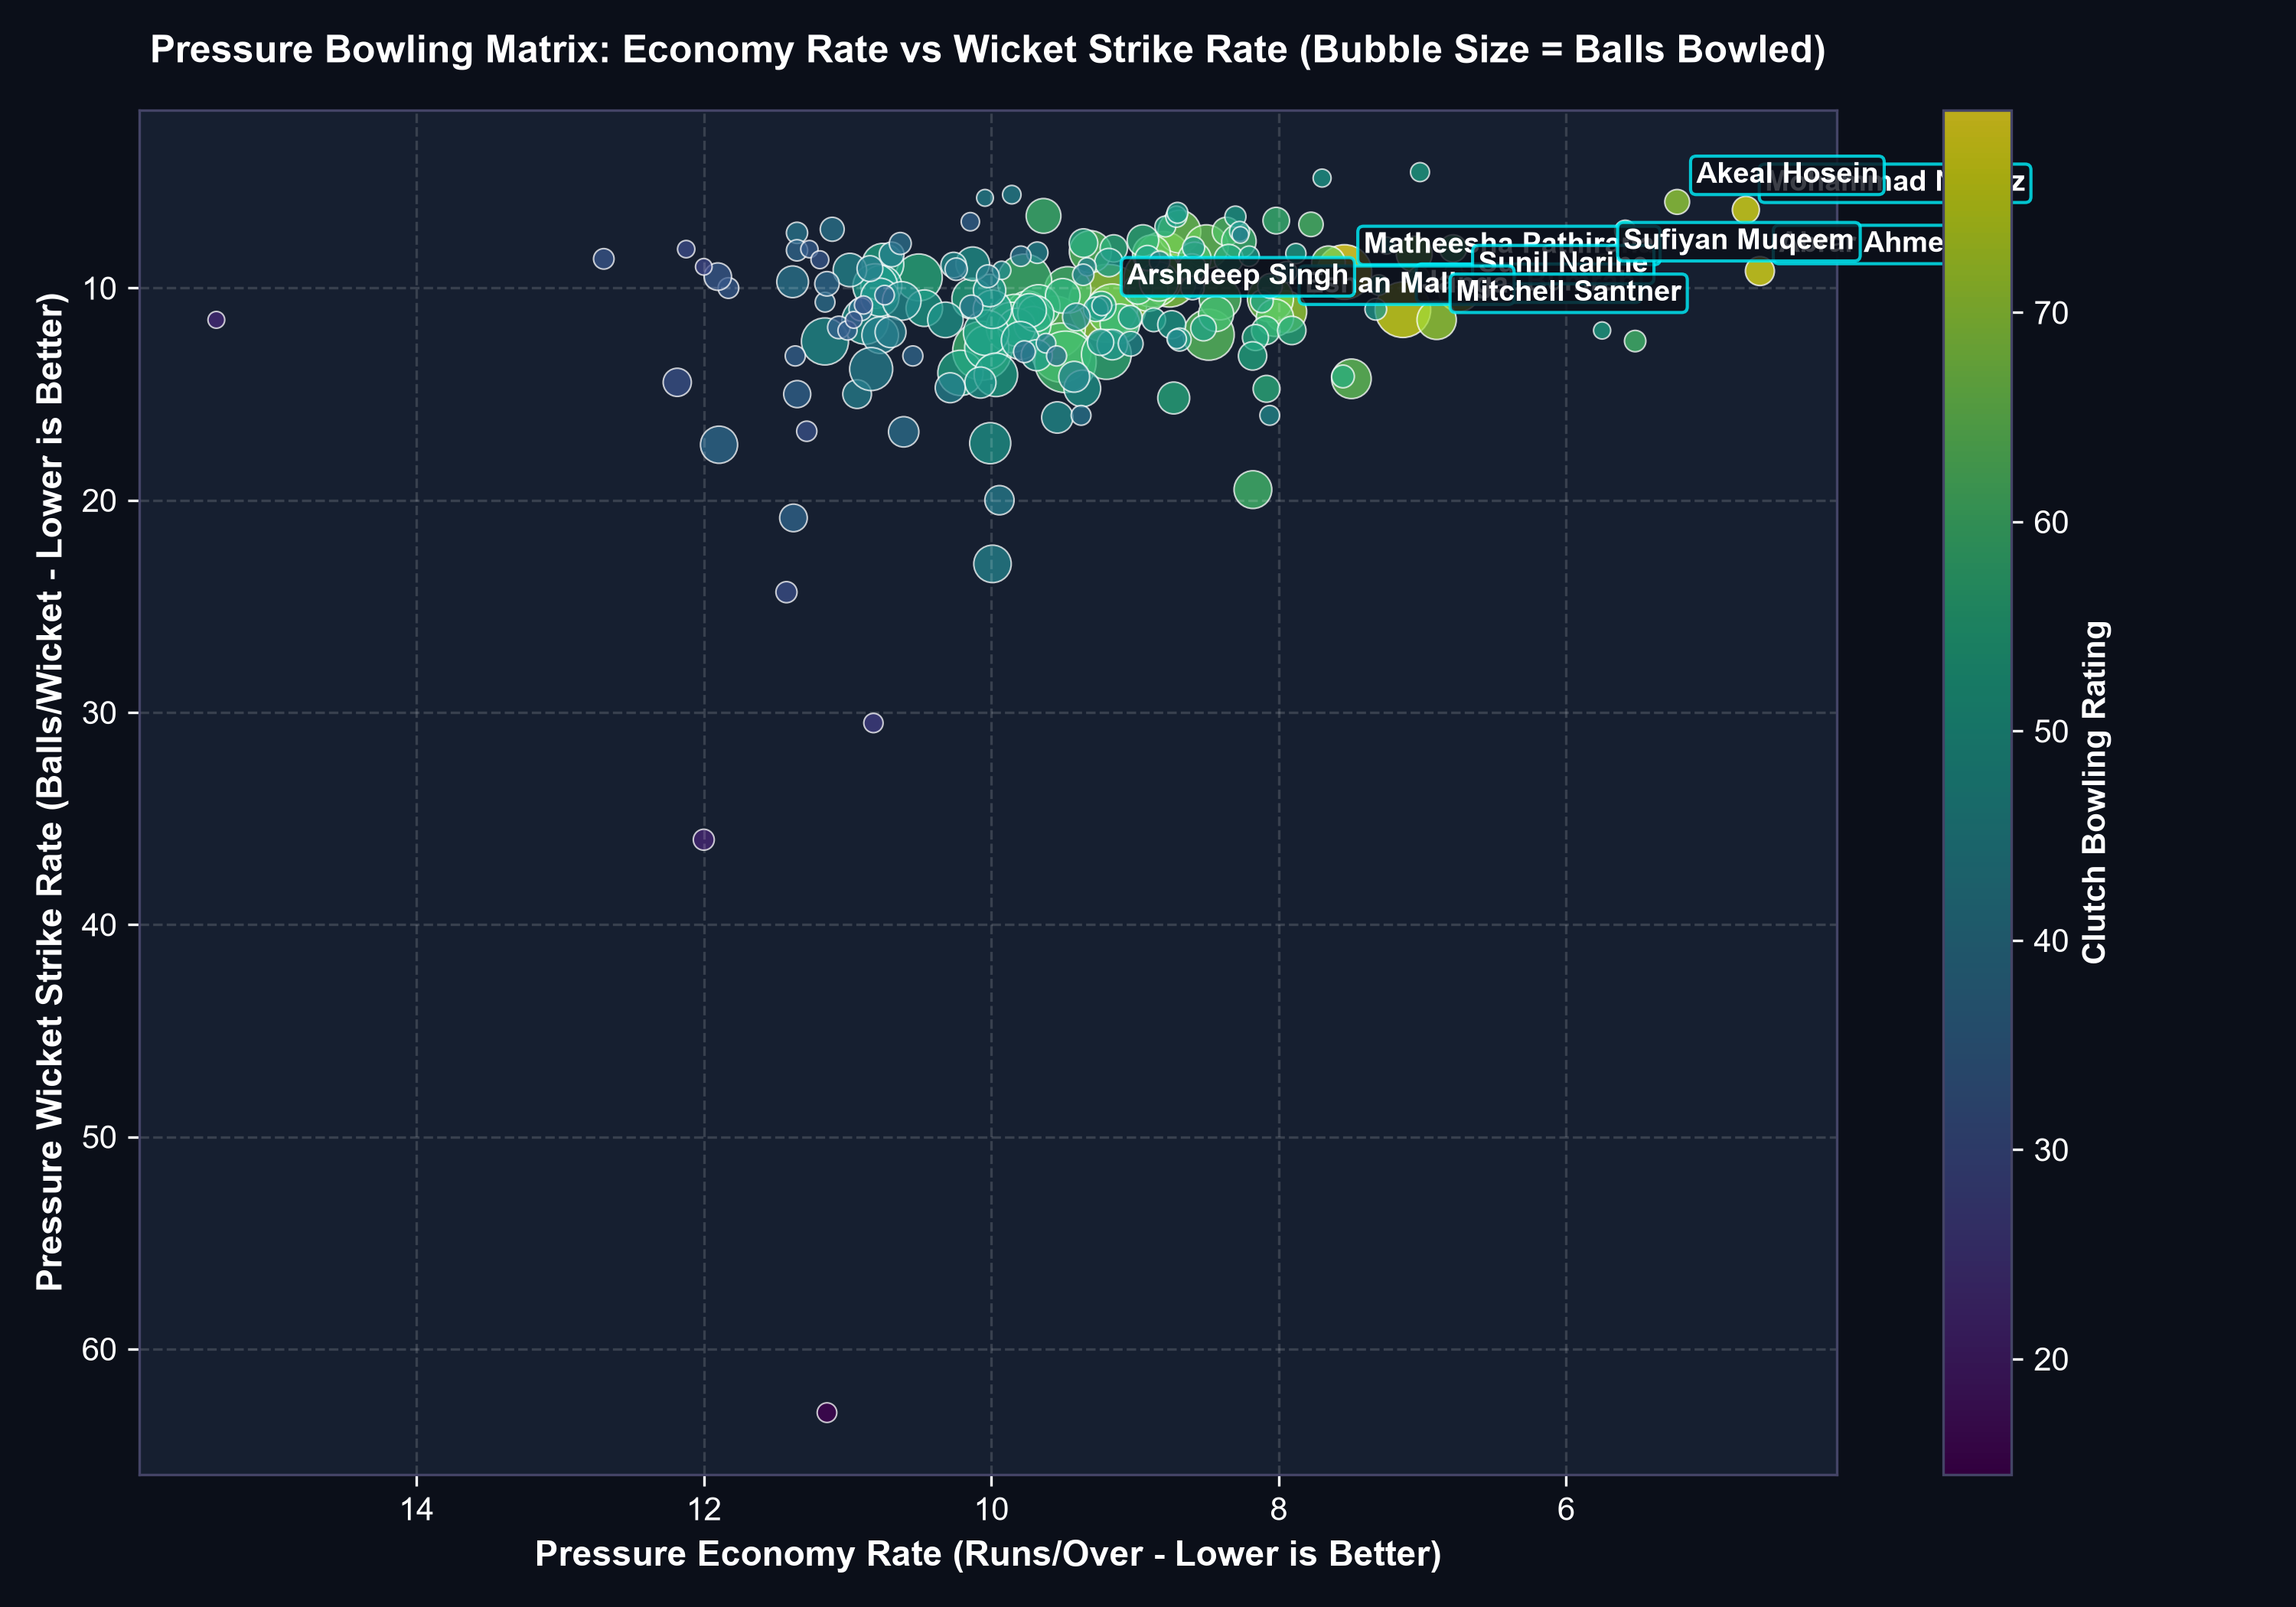 Pressure Bowling Matrix: Economy Rate vs Wicket Strike Rate (Bubble Size = Balls Bowled)
Akeal Hosein
Matheesha
Sufiyan Muqeem
Sunil Narine
Arshdeep Singh
Mitchell Santner
Pressure Wicket Strike Rate (Balls/Wicket - Lower is Better)
10
20
30
40
50
60
14
12
10
8
6
Pressure Economy Rate (Runs/Over - Lower is Better)
70
60
50
40
30
20
Clutch Bowling Rating